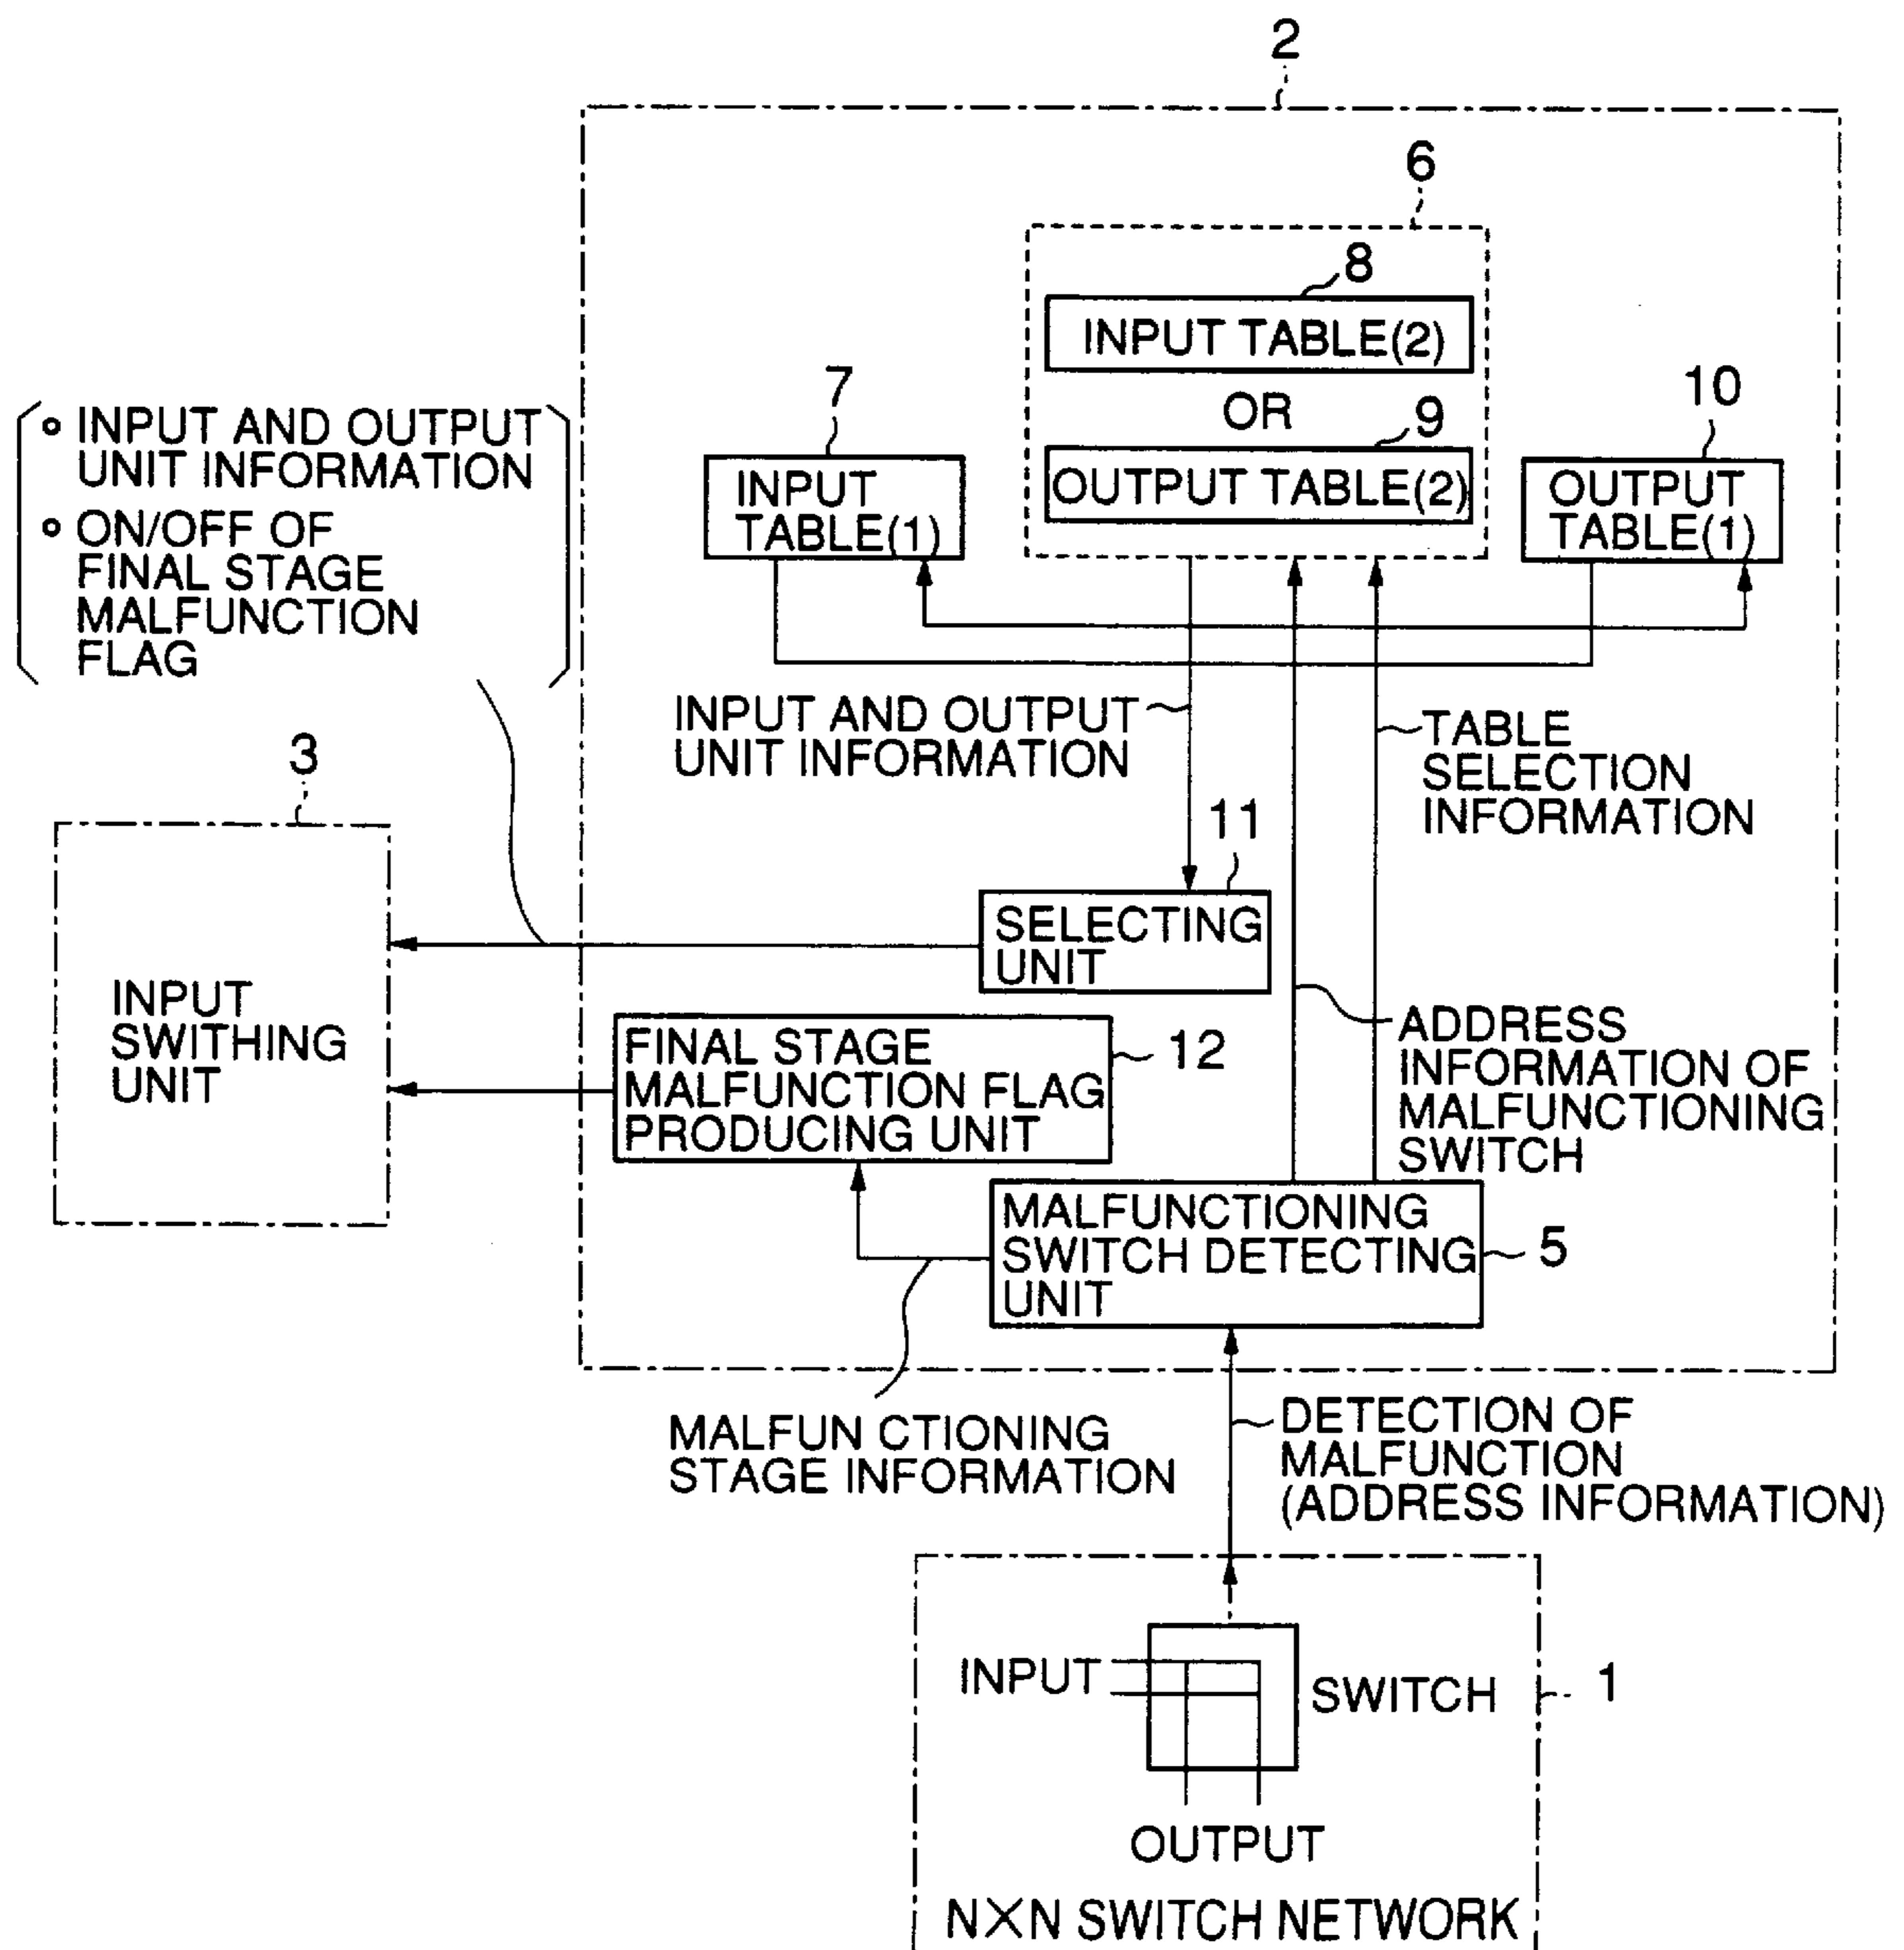 2
6
8
INPUT TABLE(2)
OR
9
OUTPUT TABLE(2)
7
INPUT
TABLE(1)
10
OUTPUT
TABLE(1)
∘ INPUT AND OUTPUT
UNIT INFORMATION
∘ ON/OFF OF
FINAL STAGE
MALFUNCTION
FLAG
INPUT AND OUTPUT
UNIT INFORMATION
TABLE
SELECTION
INFORMATION
3
INPUT
SWITHING
UNIT
11
SELECTING
UNIT
FINAL STAGE
MALFUNCTION FLAG
PRODUCING UNIT
12
ADDRESS
INFORMATION OF
MALFUNCTIONING
SWITCH
MALFUNCTIONING
SWITCH DETECTING
UNIT
5
MALFUN CTIONING
STAGE INFORMATION
DETECTION OF
MALFUNCTION
(ADDRESS INFORMATION)
INPUT
SWITCH
1
OUTPUT
N×N SWITCH NETWORK